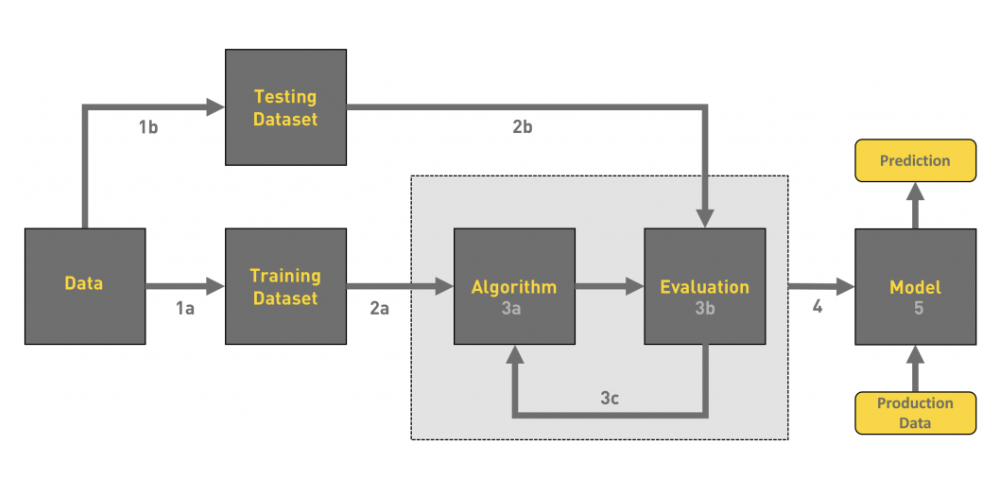 Testing
Dataset
1b
2b
Prediction
Data
1a
Training
Dataset
2a
Algorithm
3a
Evaluation
3b
3c
4
Model
5
Production
Data